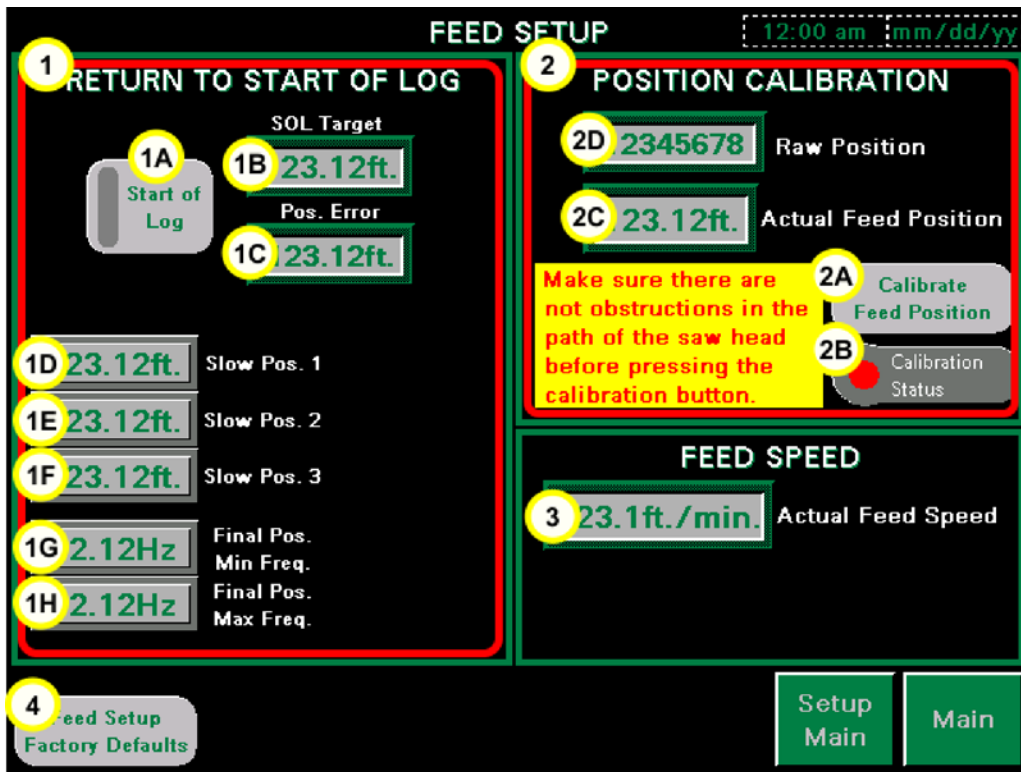 FEED SETUP
12:00 am mm/dd/yy
1
RETURN TO START OF LOG
1A
Start of
Log
SOL Target
1B
23.12ft.
Pos. Error
1C
123.12ft.
1D
23.12ft.
Slow Pos. 1
1E
23.12ft.
Slow Pos. 2
1F
23.12ft.
Slow Pos. 3
1G
2.12Hz
Final Pos.
Min Freq.
1H
2.12Hz
Final Pos.
Max Freq.
2
POSITION CALIBRATION
2D
2345678
Raw Position
2C
23.12ft.
Actual Feed Position
Make sure there are
not obstructions in the
path of the saw head
before pressing the
calibration button.
2A
Calibrate
Feed Position
2B
Calibration
Status
FEED SPEED
3
23.1ft./min.
Actual Feed Speed
4
Feed Setup
Factory Defaults
Setup
Main
Main